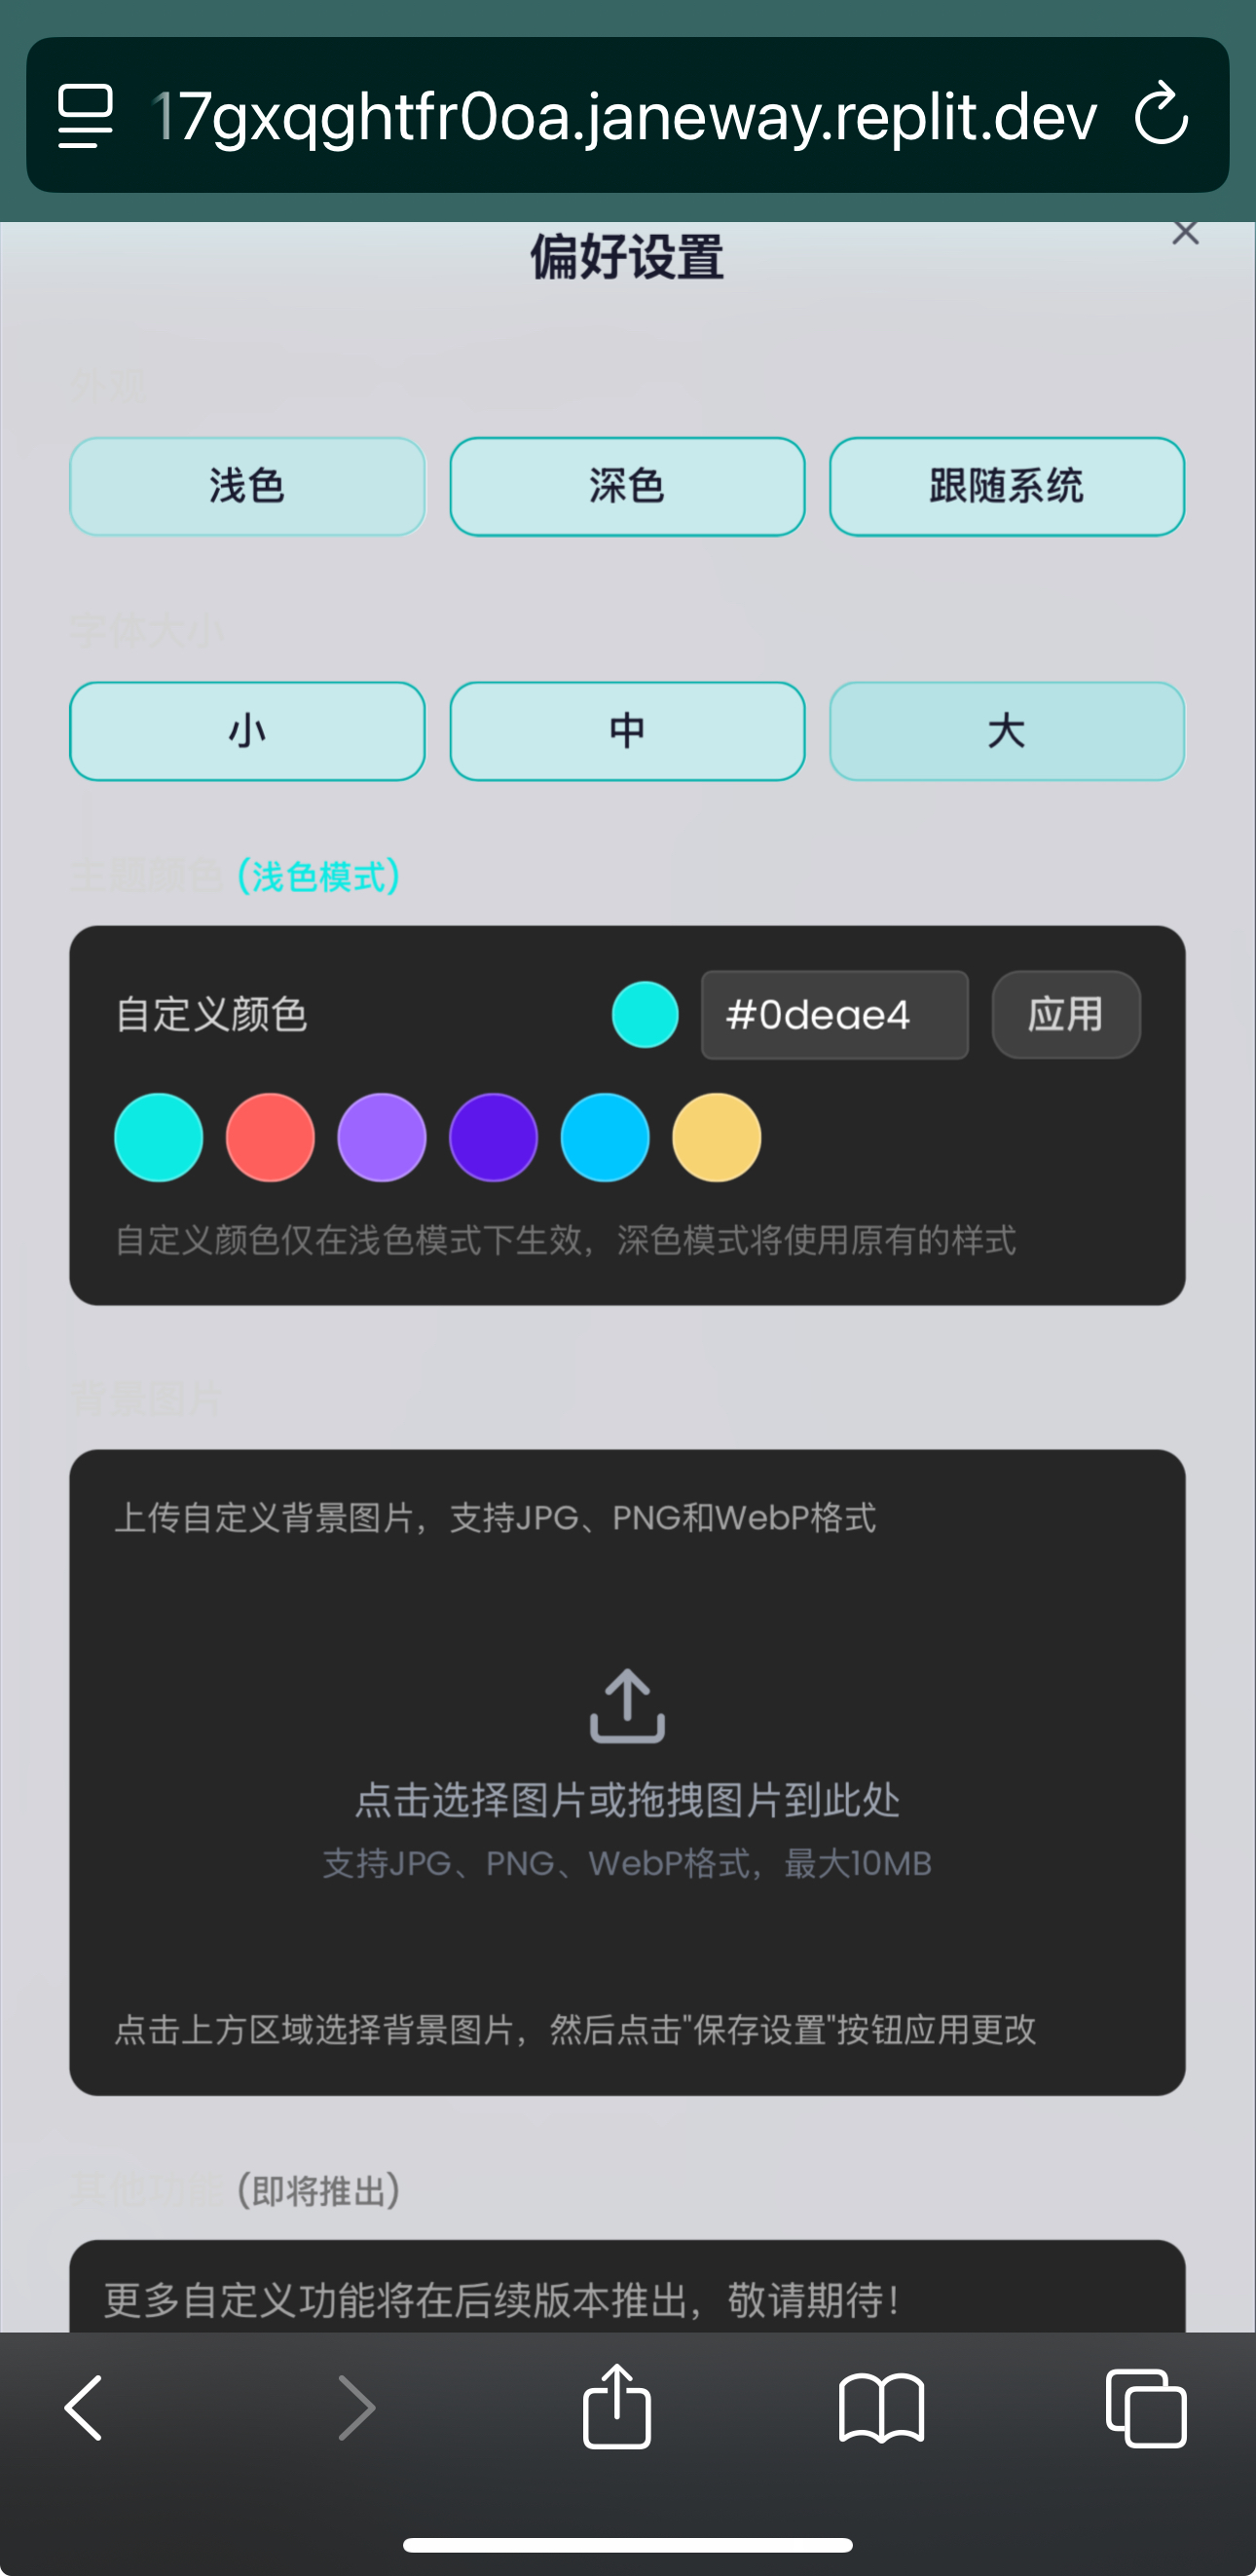 17gxqghtfr0oa.janeway.replit.dev
偏好设置
外观
浅色 深色 跟随系统
字体大小
小 中 大
主题颜色 (浅色模式)
自定义颜色 #0deae4 应用
自定义颜色仅在浅色模式下生效，深色模式将使用原有的样式
背景图片
上传自定义背景图片，支持JPG、PNG和WebP格式
点击选择图片或拖拽图片到此处
支持JPG、PNG、WebP格式，最大10MB
点击上方区域选择背景图片，然后点击"保存设置"按钮应用更改
其他功能 (即将推出)
更多自定义功能将在后续版本推出，敬请期待！